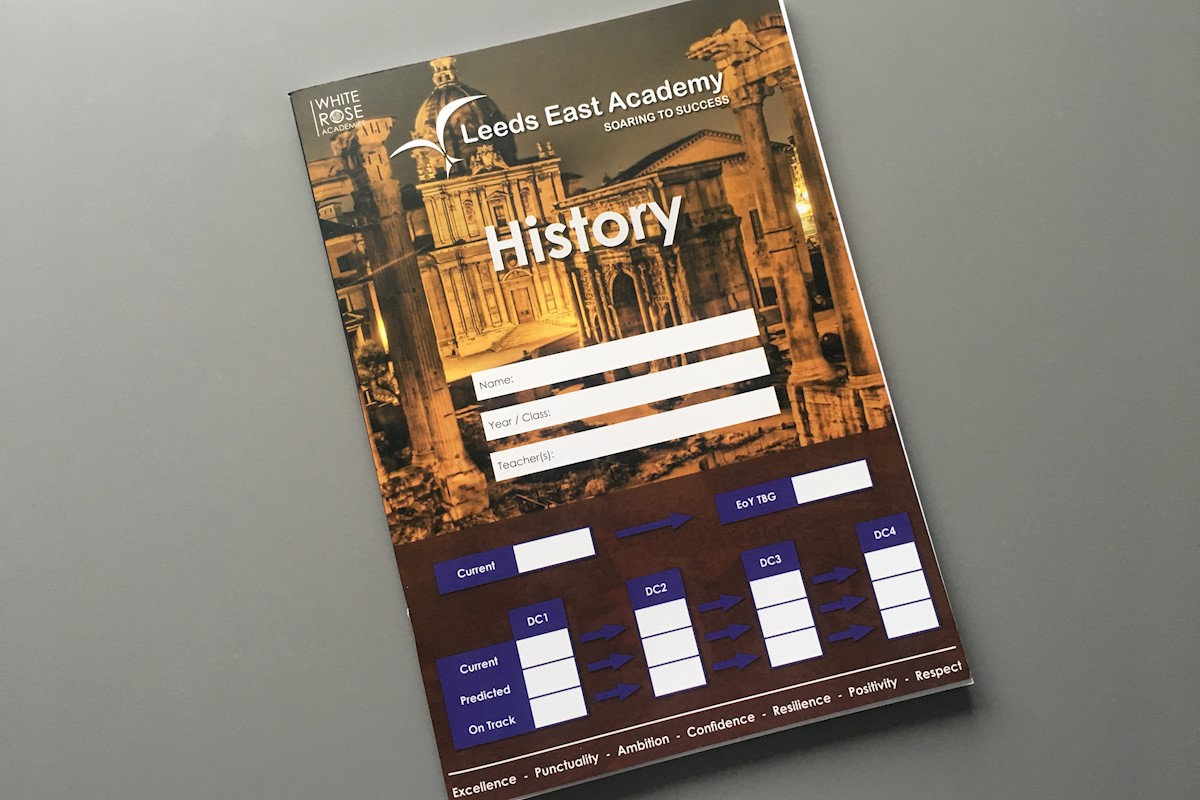 WHITE
ROSE
ACADEMIES
Leeds East Academy
SOARING TO SUCCESS
History
Name:
Year / Class:
Teacher(s):
Current
EoY TBG
DC1
DC2
DC3
DC4
Current
Predicted
On Track
Excellence - Punctuality - Ambition - Confidence - Resilience - Positivity - Respect